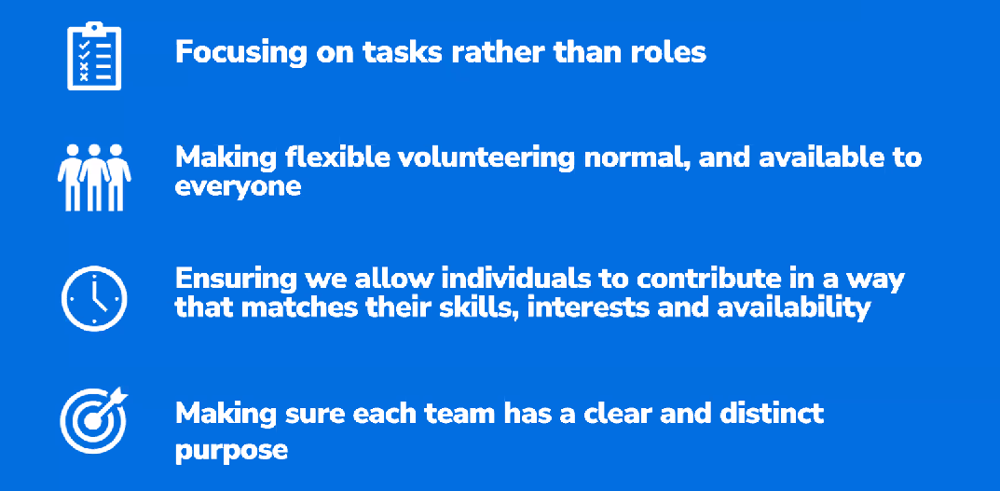 Focusing on tasks rather than roles
Making flexible volunteering normal, and available to
everyone
Ensuring we allow individuals to contribute in a way
that matches their skills, interests and availability
Making sure each team has a clear and distinct
purpose